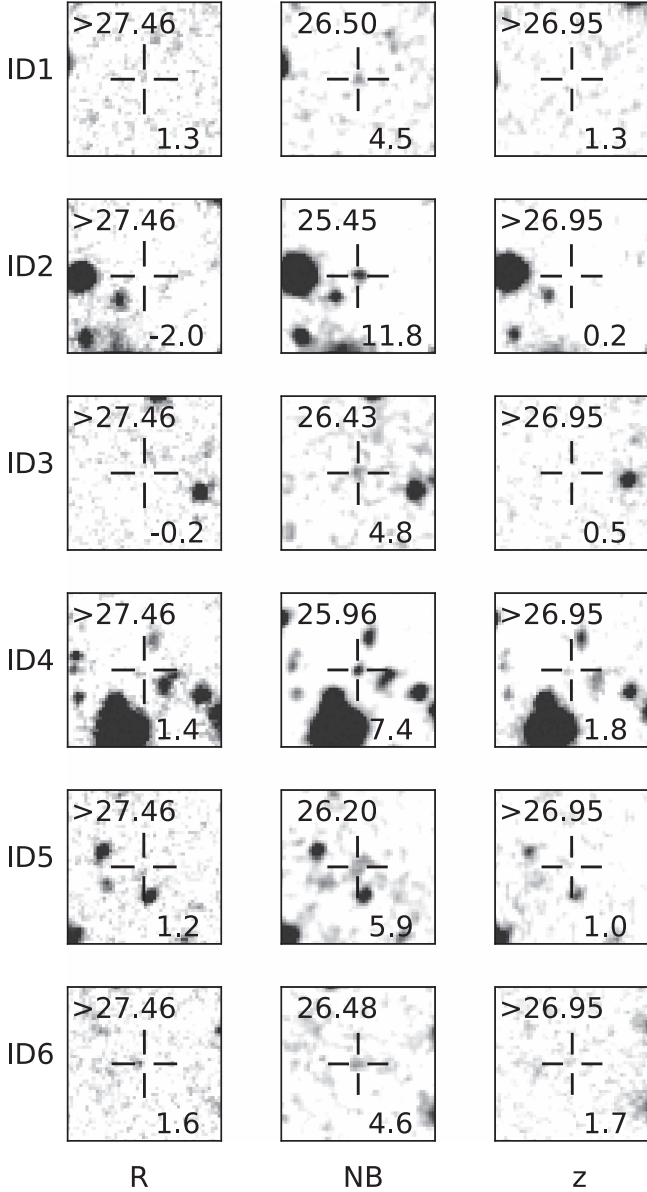 >27.46 26.50 >26.95
ID1
1.3 4.5 1.3
>27.46 25.45 >26.95
ID2
-2.0 11.8 0.2
>27.46 26.43 >26.95
ID3
-0.2 4.8 0.5
>27.46 25.96 >26.95
ID4
1.4 7.4 1.8
>27.46 26.20 >26.95
ID5
1.2 5.9 1.0
>27.46 26.48 >26.95
ID6
1.6 4.6 1.7
R NB z